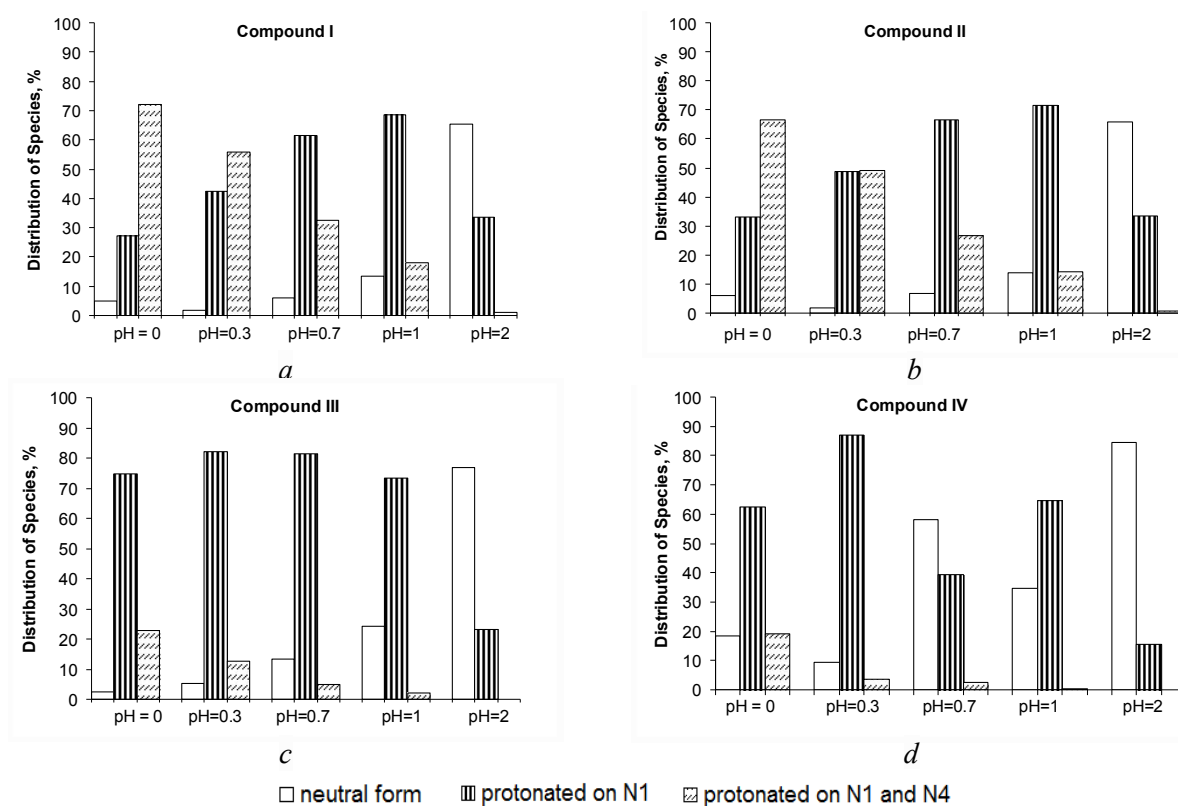 Compound I
Distribution of Species, %
100
90
80
70
60
50
40
30
20
10
0
pH = 0 pH=0.3 pH=0.7 pH=1 pH=2
a
Compound II
Distribution of Species, %
100
90
80
70
60
50
40
30
20
10
0
pH = 0 pH=0.3 pH=0.7 pH=1 pH=2
b
Compound III
Distribution of Species, %
100
90
80
70
60
50
40
30
20
10
0
pH = 0 pH=0.3 pH=0.7 pH=1 pH=2
c
Compound IV
Distribution of Species, %
100
90
80
70
60
50
40
30
20
10
0
pH = 0 pH=0.3 pH=0.7 pH=1 pH=2
d
neutral form protonated on N1 protonated on N1 and N4